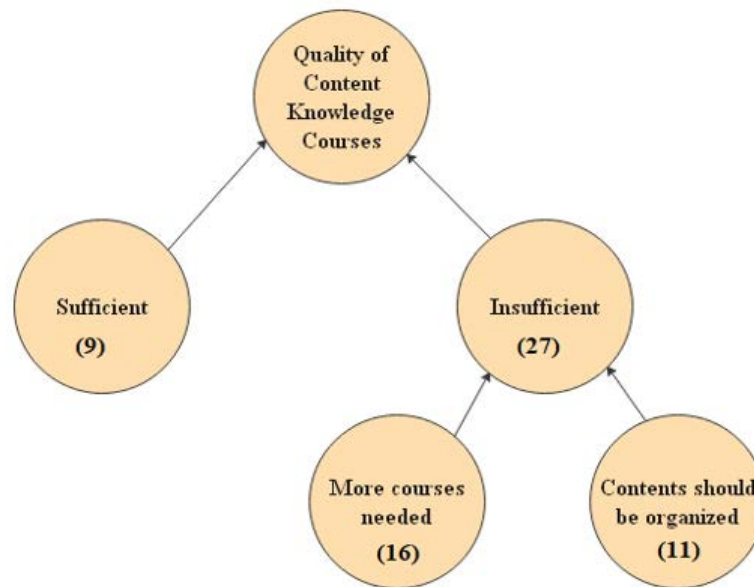 Quality of
Content
Knowledge
Courses
Sufficient
(9)
Insufficient
(27)
More courses
needed
(16)
Contents should
be organized
(11)